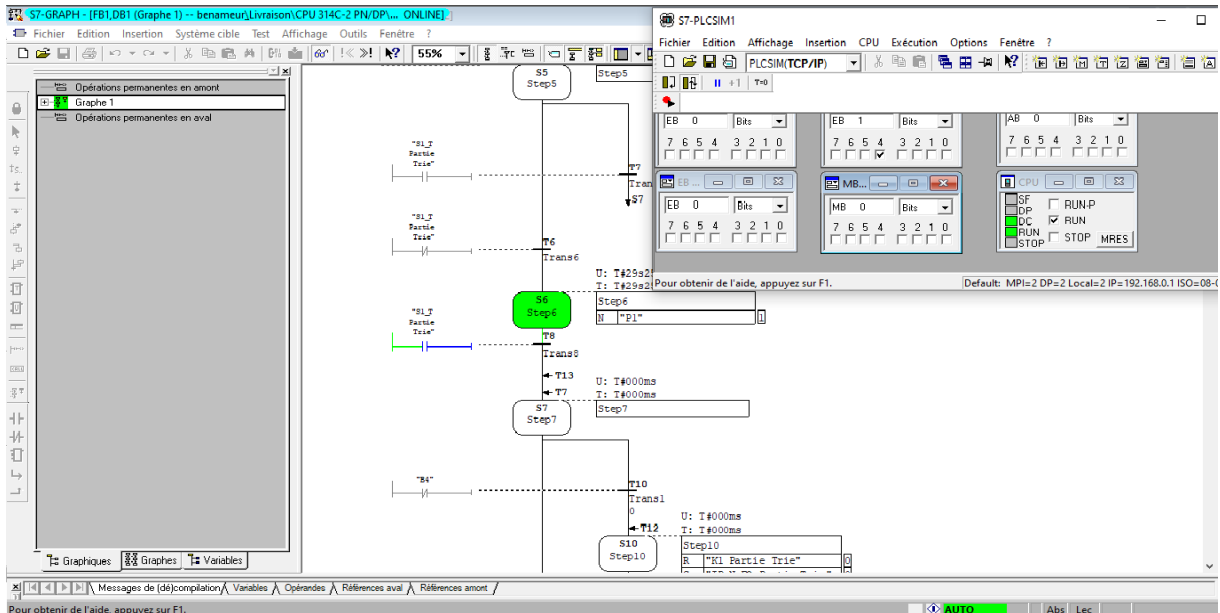 S7-GRAPH - [FB1,DB1 (Graphe 1) -- benameur\Livraison\CPU 314C-2 PN/DP\... ONLINE]
Fichier Edition Insertion Système cible Test Affichage Outils Fenêtre ?
55%
Opérations permanentes en amont
Graphe 1
Opérations permanentes en aval
Graphiques Graphes Variables
S5
Step5
Step5
"S1_T
Partie
Trie"
T7
Tran
S7
"S1_T
Partie
Trie"
T6
Trans6
U: T#29s2
T: T#29s2
S6
Step6
Step6
N "P1" 1
"S1_T
Partie
Trie"
T8
Trans8
T13
T7
U: T#000ms
T: T#000ms
S7
Step7
Step7
"B4"
T10
Trans1
0
T12
U: T#000ms
T: T#000ms
S10
Step10
Step10
R "K1 Partie Trie" 0
S7-PLCSIM1
Fichier Edition Affichage Insertion CPU Exécution Options Fenêtre ?
PLCSIM(TCP/IP)
+1 T=0
EB 0 Bits
7 6 5 4 3 2 1 0
EB 1 Bits
7 6 5 4 3 2 1 0
AB 0 Bits
7 6 5 4 3 2 1 0
EB ...
EB 0 Bits
7 6 5 4 3 2 1 0
MB...
MB 0 Bits
7 6 5 4 3 2 1 0
CPU
SF
DP
DC
RUN
STOP
RUN-P
RUN
STOP MRES
Pour obtenir de l'aide, appuyez sur F1.
Default: MPI=2 DP=2 Local=2 IP=192.168.0.1 ISO=08-0
Messages de (dé)compilation Variables Opérandes Références aval Références amont
Pour obtenir de l'aide, appuyez sur F1.
AUTO Abs Lec